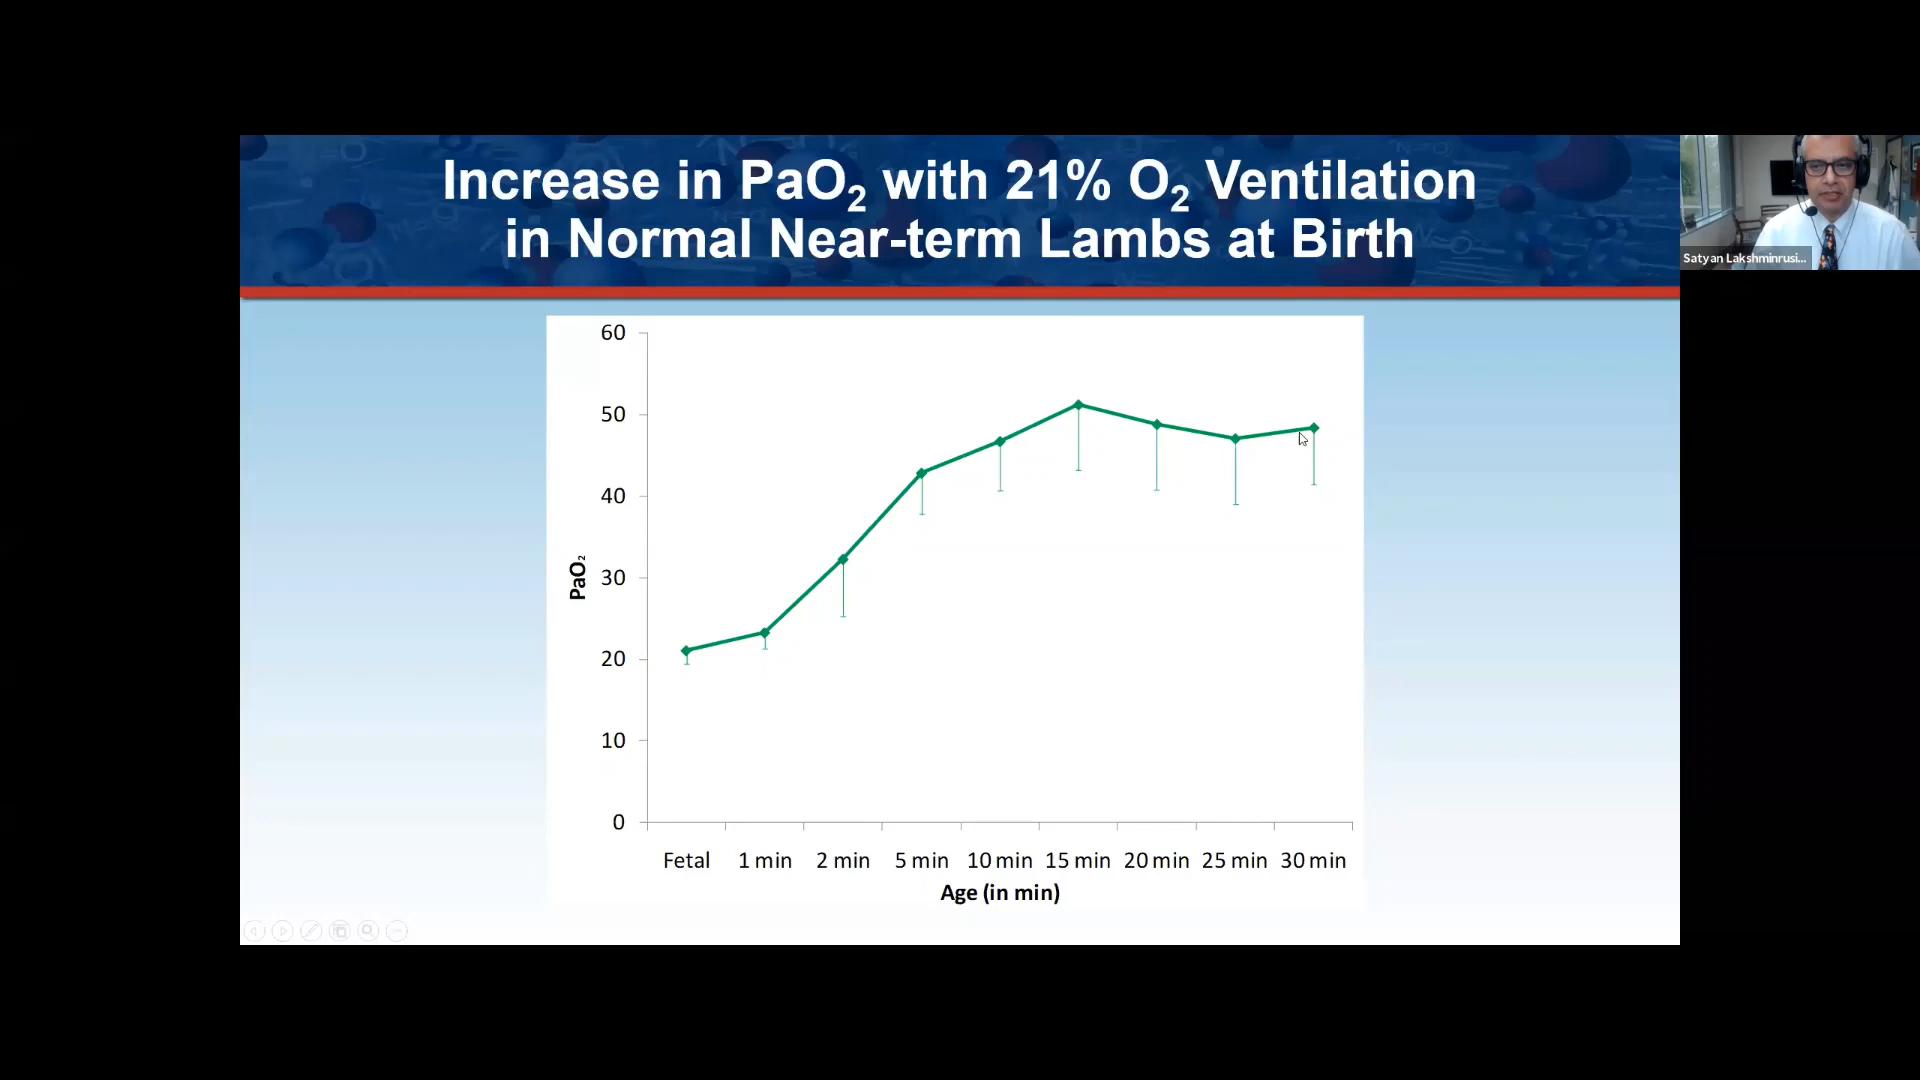 Increase in PaO₂ with 21% O₂ Ventilation
in Normal Near-term Lambs at Birth
Satyan Lakshminrusi...
60
50
40
30
20
10
0
PaO₂
Fetal 1 min 2 min 5 min 10 min 15 min 20 min 25 min 30 min
Age (in min)